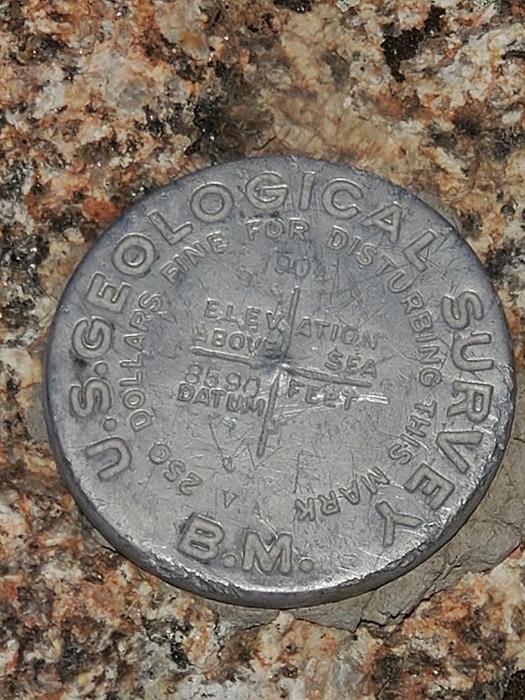 U.S. GEOLOGICAL SURVEY
B.M.
250 DOLLARS FINE FOR DISTURBING THIS MARK
1904
ELEVATION
ABOVE SEA
FEET
DATUM